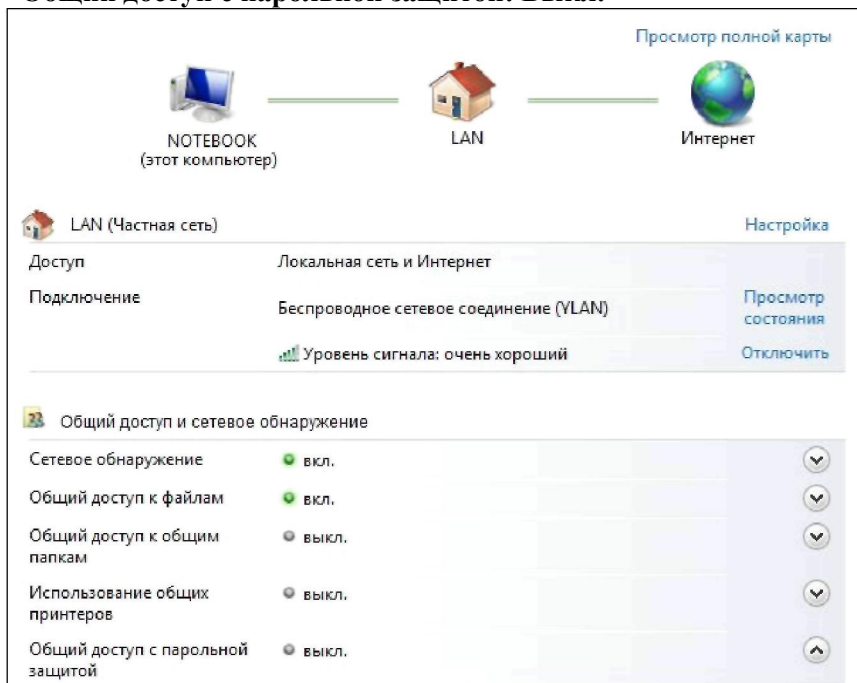 Общий доступ с парольной защитой: Выкл.
Просмотр полной карты
NOTEBOOK
(этот компьютер)
LAN
Интернет
LAN (Частная сеть)
Настройка
Доступ
Локальная сеть и Интернет
Подключение
Беспроводное сетевое соединение (YLAN)
Просмотр
состояния
Уровень сигнала: очень хороший
Отключить
Общий доступ и сетевое обнаружение
Сетевое обнаружение
вкл.
Общий доступ к файлам
вкл.
Общий доступ к общим
папкам
выкл.
Использование общих
принтеров
выкл.
Общий доступ с парольной
защитой
выкл.